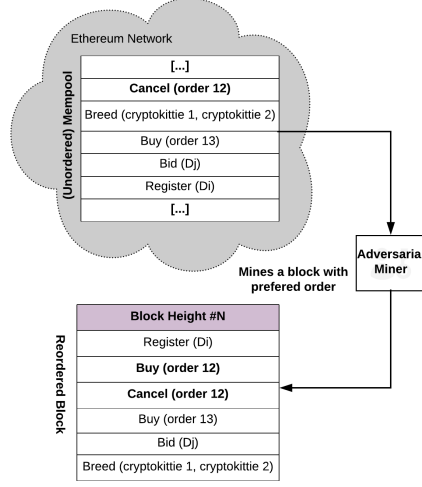 Ethereum Network
(Unordered) Mempool
[...]
Cancel (order 12)
Breed (cryptokittie 1, cryptokittie 2)
Buy (order 13)
Bid (Dj)
Register (Di)
[...]
Adversaria
Miner
Mines a block with
prefered order
Reordered Block
Block Height #N
Register (Di)
Buy (order 12)
Cancel (order 12)
Buy (order 13)
Bid (Dj)
Breed (cryptokittie 1, cryptokittie 2)